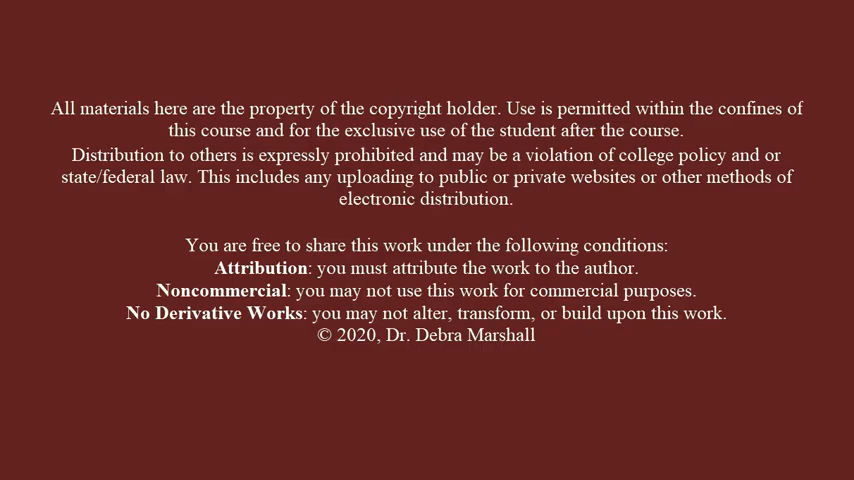 All materials here are the property of the copyright holder. Use is permitted within the confines of
this course and for the exclusive use of the student after the course.
Distribution to others is expressly prohibited and may be a violation of college policy and or
state/federal law. This includes any uploading to public or private websites or other methods of
electronic distribution.
You are free to share this work under the following conditions:
Attribution: you must attribute the work to the author.
Noncommercial: you may not use this work for commercial purposes.
No Derivative Works: you may not alter, transform, or build upon this work.
© 2020, Dr. Debra Marshall